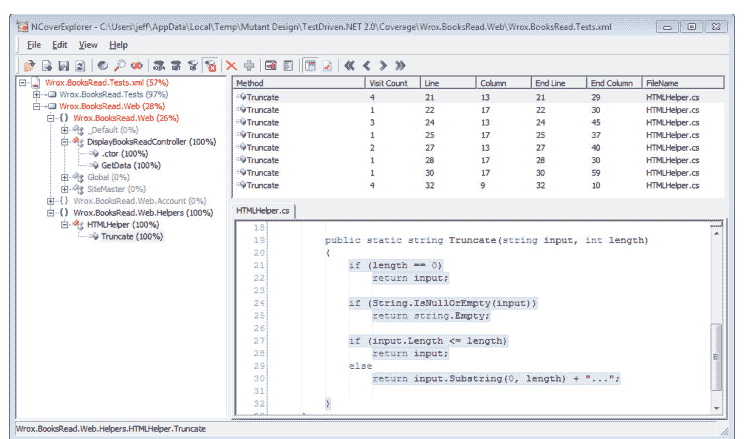 NCoverExplorer - C:\Users\jeff\AppData\Local\Temp\Mutant Design\TestDriven.NET 2.0\Coverage\Wrox.BooksRead.Web\Wrox.BooksRead.Tests.xml
File Edit View Help
Wrox.BooksRead.Tests.xml (57%)
Wrox.BooksRead.Tests (97%)
Wrox.BooksRead.Web (28%)
Wrox.BooksRead.Web (26%)
_Default (0%)
DisplayBooksReadController (100%)
.ctor (100%)
GetData (100%)
Global (0%)
SiteMaster (0%)
Wrox.BooksRead.Web.Account (0%)
Wrox.BooksRead.Web.Helpers (100%)
HTMLHelper (100%)
Truncate (100%)
Method Visit Count Line Column End Line End Column FileName
Truncate 4 21 13 21 29 HTMLHelper.cs
Truncate 1 22 17 22 30 HTMLHelper.cs
Truncate 3 24 13 24 45 HTMLHelper.cs
Truncate 1 25 17 25 37 HTMLHelper.cs
Truncate 2 27 13 27 40 HTMLHelper.cs
Truncate 1 28 17 28 30 HTMLHelper.cs
Truncate 1 30 17 30 59 HTMLHelper.cs
Truncate 4 32 9 32 10 HTMLHelper.cs
HTMLHelper.cs
18
19 public static string Truncate(string input, int length)
20 {
21 if (length == 0)
22 return input;
23
24 if (String.IsNullOrEmpty(input))
25 return string.Empty;
26
27 if (input.Length <= length)
28 return input;
29 else
30 return input.Substring(0, length) + "...";
31
32 }
Wrox.BooksRead.Web.Helpers.HTMLHelper.Truncate